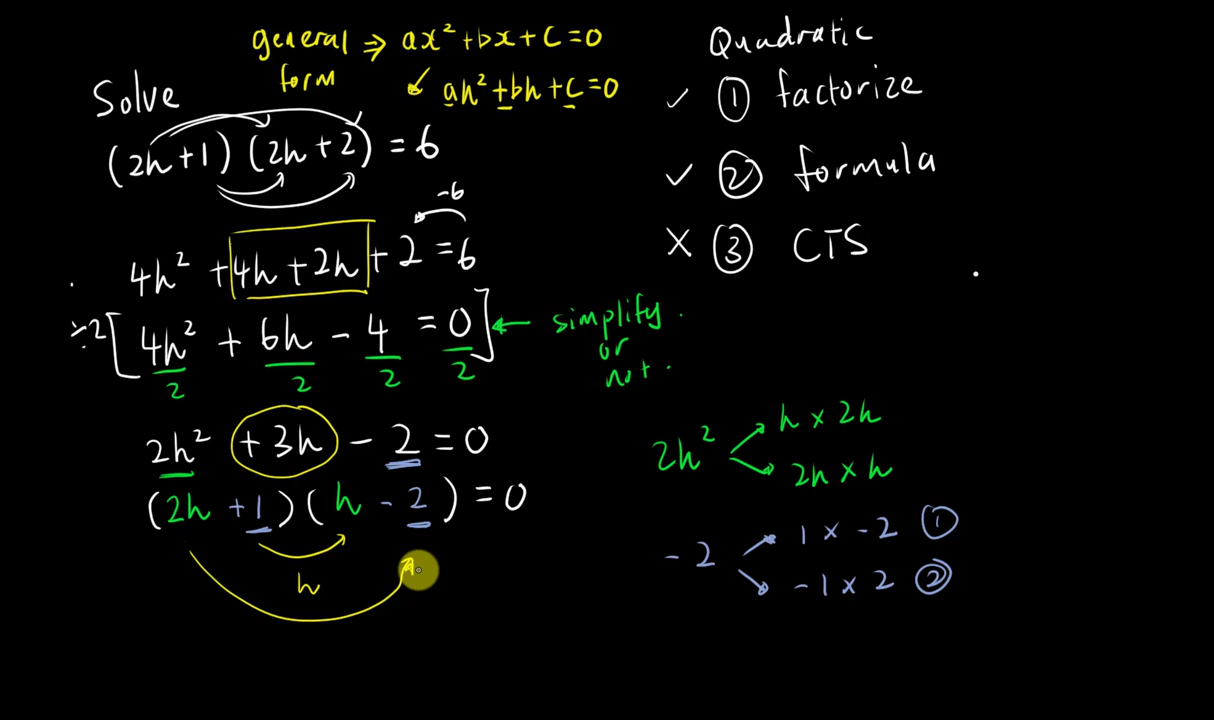 general ⇒ ax² + bx + c = 0
form ↙ ah² + bh + c = 0
Solve
(2h + 1) (2h + 2) = 6
-6
4h² + 4h + 2h + 2 = 6
÷2 [ 4h² + 6h - 4 = 0 ] ← simplify.
2 2 2 2
or
not.
2h² + 3h - 2 = 0
(2h + 1)(h - 2) = 0
h
Quadratic
✓ ① factorize
✓ ② formula
X ③ CTS
2h²
h × 2h
2h × h
-2
1 × -2 ①
-1 × 2 ②